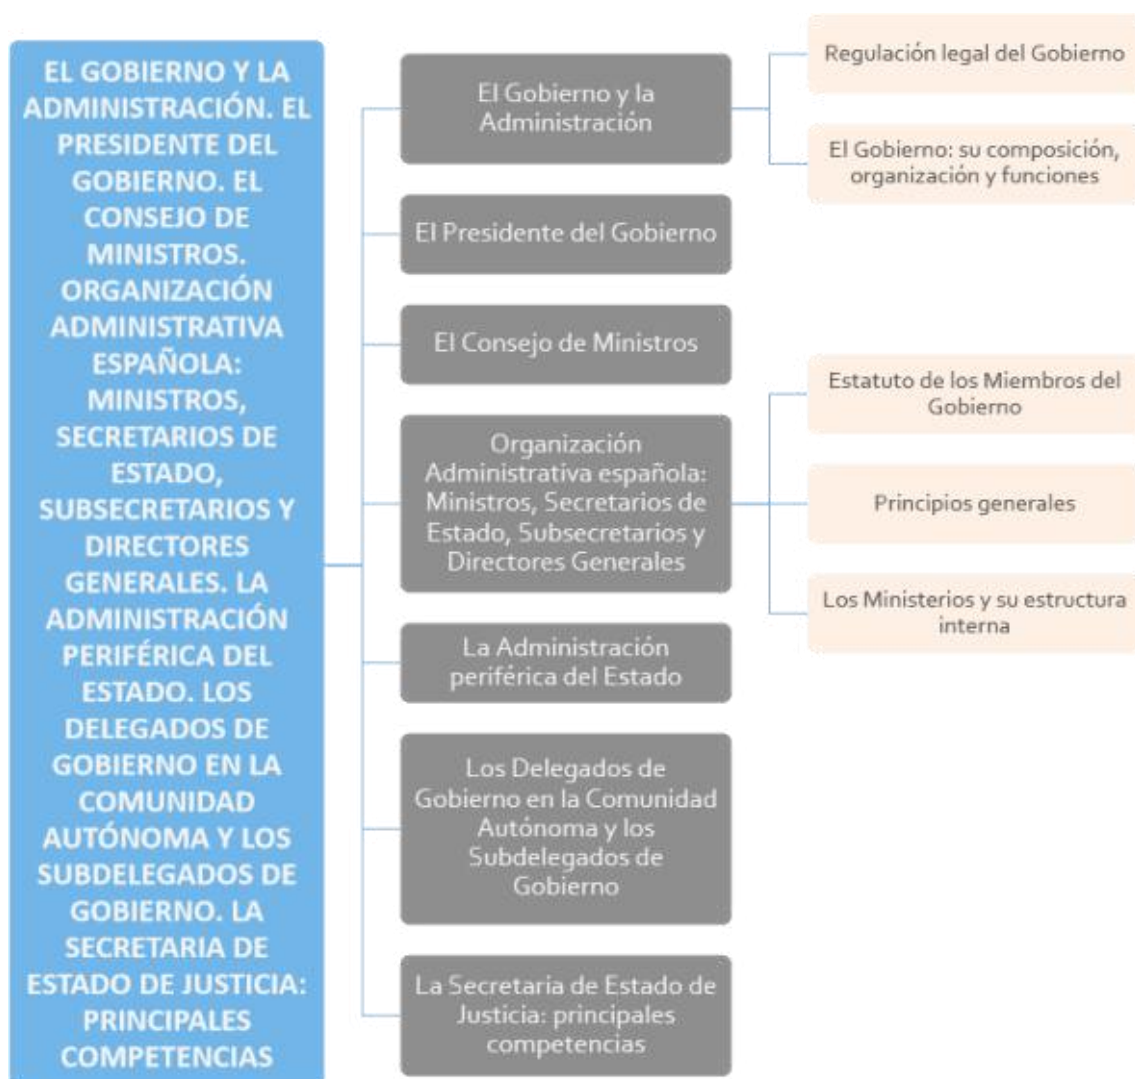 EL GOBIERNO Y LA
ADMINISTRACIÓN. EL
PRESIDENTE DEL
GOBIERNO. EL
CONSEJO DE
MINISTROS.
ORGANIZACIÓN
ADMINISTRATIVA
ESPAÑOLA:
MINISTROS,
SECRETARIOS DE
ESTADO,
SUBSECRETARIOS Y
DIRECTORES
GENERALES. LA
ADMINISTRACIÓN
PERIFÉRICA DEL
ESTADO. LOS
DELEGADOS DE
GOBIERNO EN LA
COMUNIDAD
AUTÓNOMA Y LOS
SUBDELEGADOS DE
GOBIERNO. LA
SECRETARIA DE
ESTADO DE JUSTICIA:
PRINCIPALES
COMPETENCIAS
El Gobierno y la
Administración
Regulación legal del Gobierno
El Gobierno: su composición,
organización y funciones
El Presidente del Gobierno
El Consejo de Ministros
Organización
Administrativa española:
Ministros, Secretarios de
Estado, Subsecretarios y
Directores Generales
Estatuto de los Miembros del
Gobierno
Principios generales
Los Ministerios y su estructura
interna
La Administración
periférica del Estado
Los Delegados de
Gobierno en la Comunidad
Autónoma y los
Subdelegados de
Gobierno
La Secretaria de Estado de
Justicia: principales
competencias